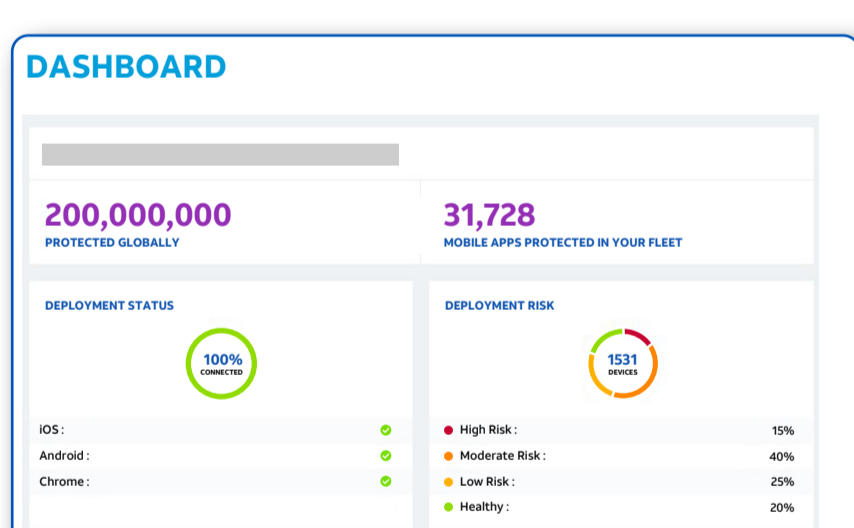 DASHBOARD
200,000,000
PROTECTED GLOBALLY
31,728
MOBILE APPS PROTECTED IN YOUR FLEET
DEPLOYMENT STATUS
100%
CONNECTED
iOS :
Android :
Chrome :
DEPLOYMENT RISK
1531
DEVICES
High Risk : 15%
Moderate Risk : 40%
Low Risk : 25%
Healthy : 20%